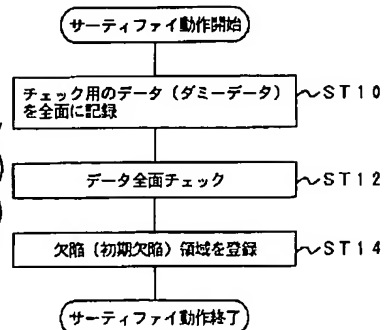 サーティファイ動作開始
チェック用のデータ（ダミーデータ）
を全面に記録
ST10
データ全面チェック
ST12
欠陥（初期欠陥）領域を登録
ST14
サーティファイ動作終了